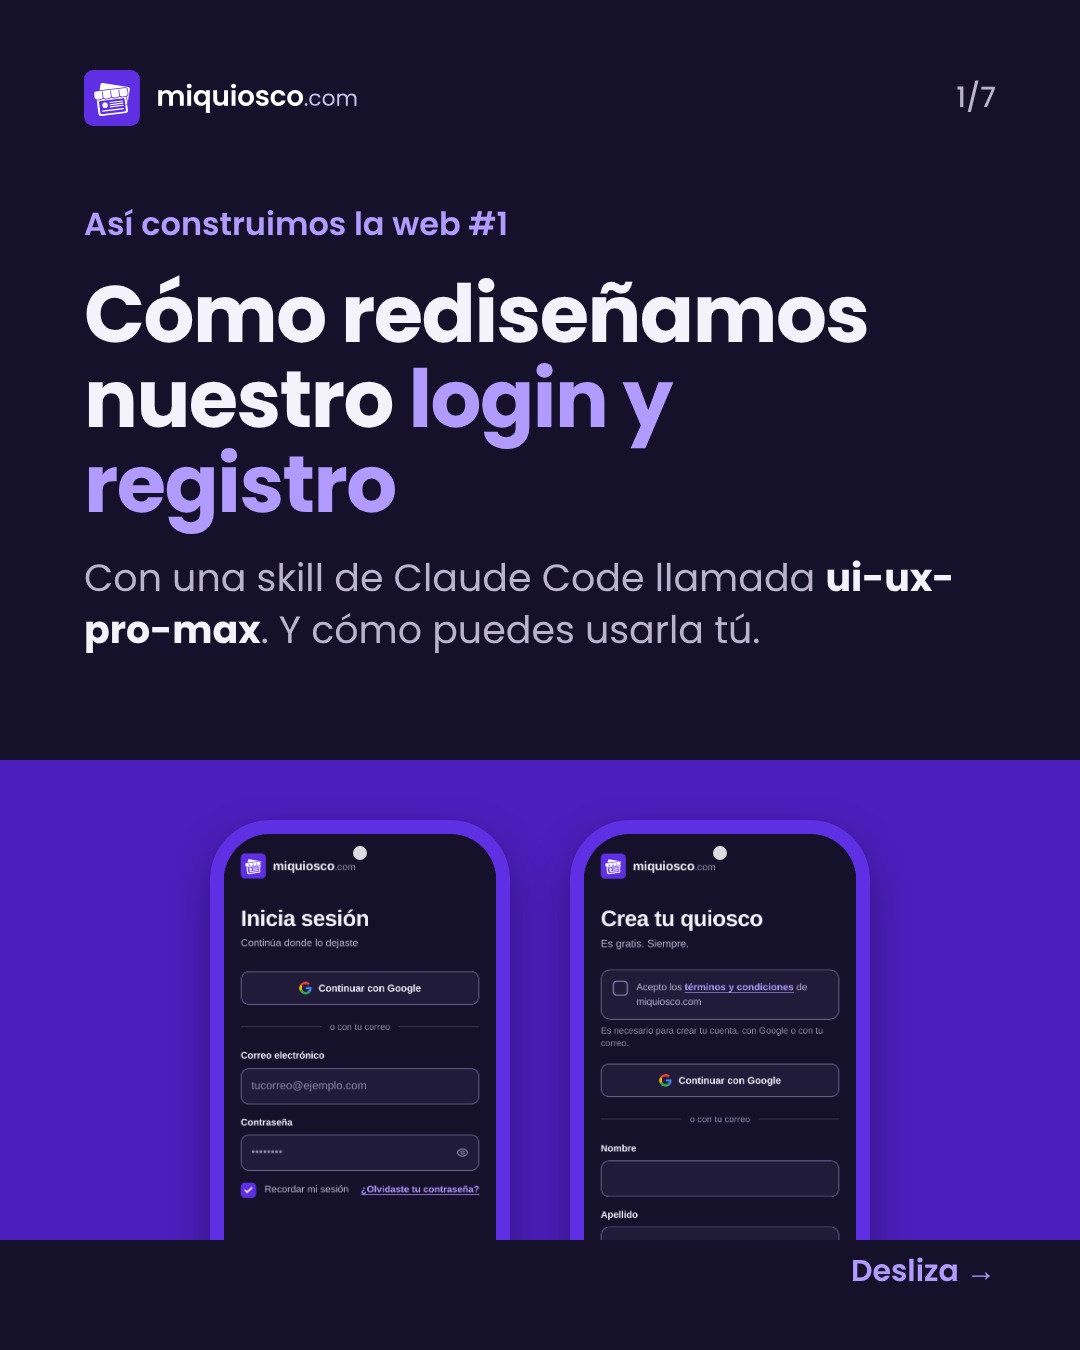 miquiosco.com
1/7
Así construimos la web #1
Cómo rediseñamos
nuestro login y
registro
Con una skill de Claude Code llamada ui-ux-
pro-max. Y cómo puedes usarla tú.
miquiosco.com
Inicia sesión
Continúa donde lo dejaste
Continuar con Google
o con tu correo
Correo electrónico
tucorreo@ejemplo.com
Contraseña
••••••••
Recordar mi sesión ¿Olvidaste tu contraseña?
miquiosco.com
Crea tu quiosco
Es gratis. Siempre.
Acepto los términos y condiciones de
miquiosco.com
Es necesario para crear tu cuenta, con Google o con tu
correo.
Continuar con Google
o con tu correo
Nombre
Apellido
Desliza →